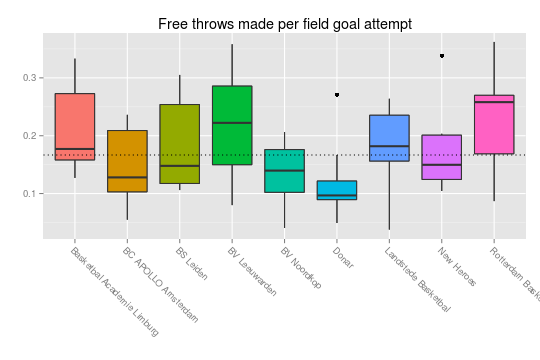 Free throws made per field goal attempt
0.3
0.2
0.1
Basketbal Academie Limburg
BC APOLLO Amsterdam
BS Leiden
BV Leeuwarden
BV Noordkop
Donar
Landstede Basketbal
New Heroes
Rotterdam Bask